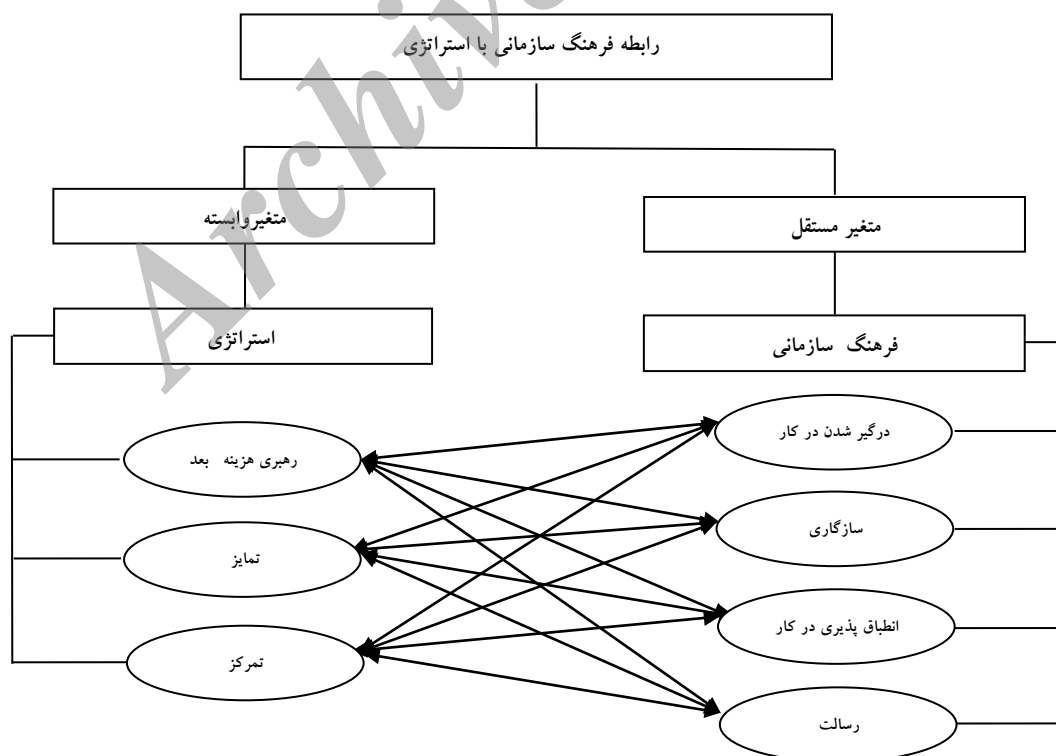 رابطه فرهنگ سازمانی با استراتژی
متغیر مستقل
متغیروابسته
فرهنگ سازمانی
استراتژی
درگیر شدن در کار
رهبری هزینه بعد
سازگاری
تمایز
انطباق پذیری در کار
تمرکز
رسالت
Archive